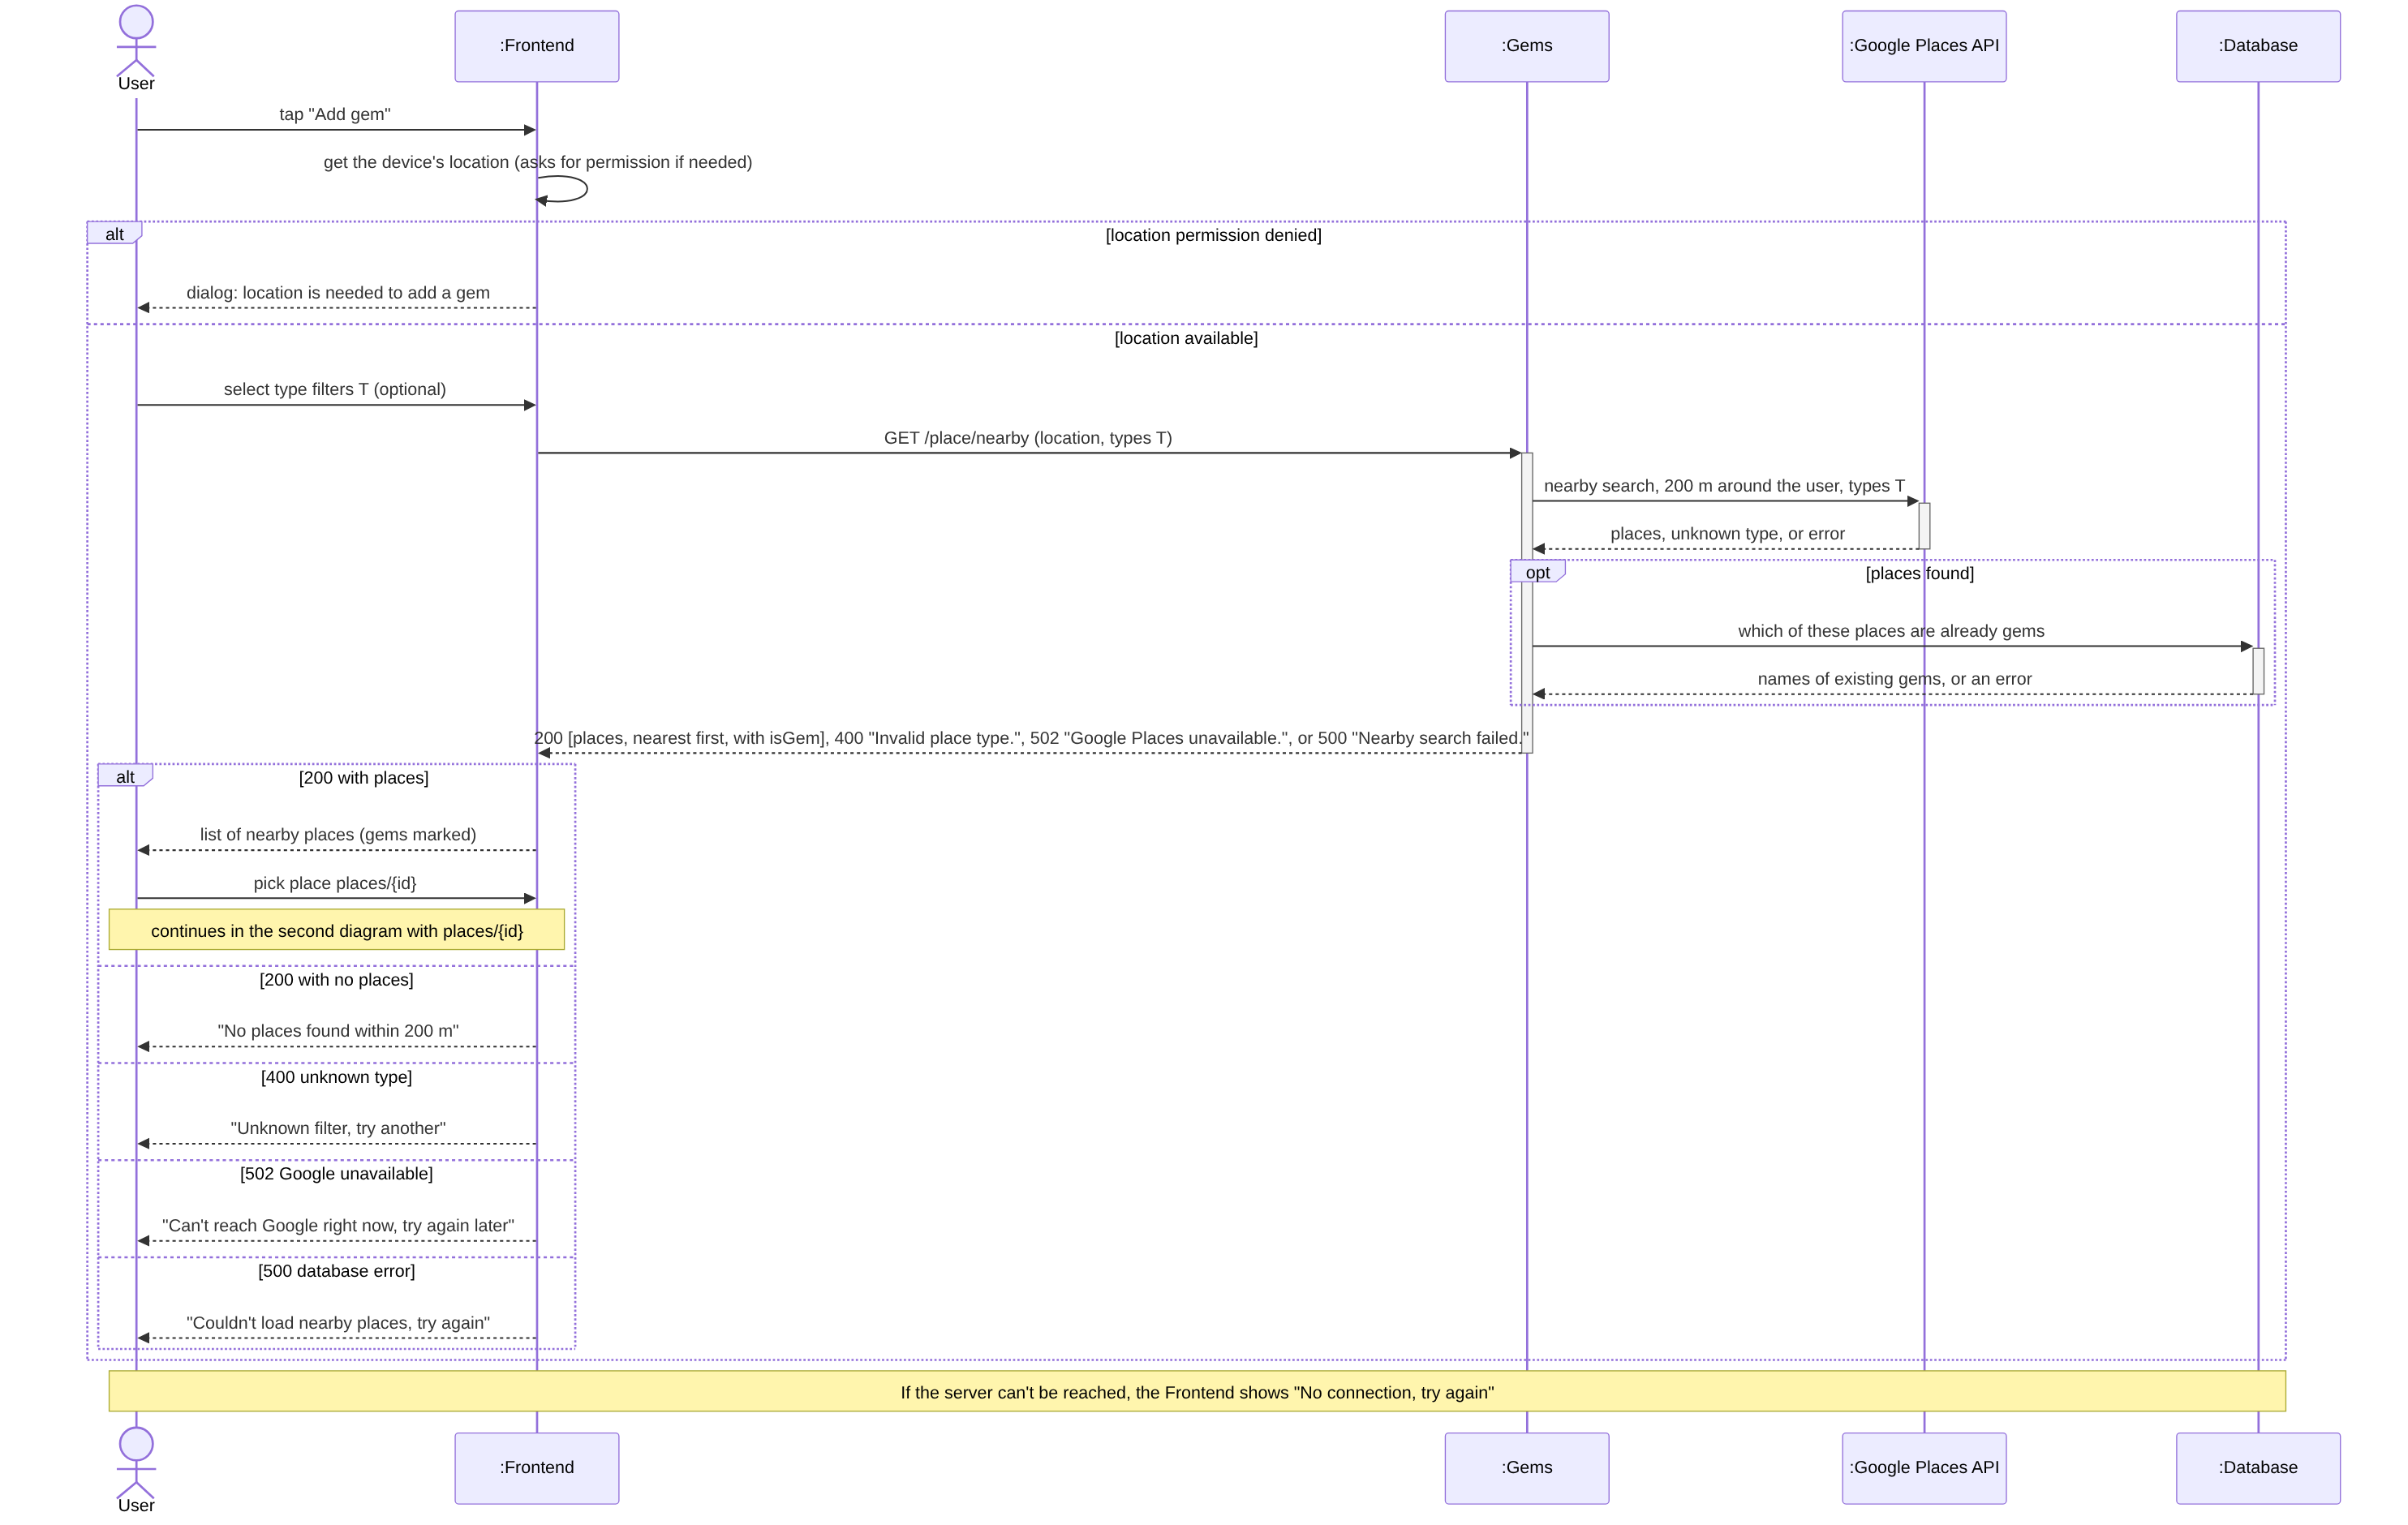 User
:Frontend
:Gems
:Google Places API
:Database
tap "Add gem"
get the device's location (asks for permission if needed)
alt
[location permission denied]
dialog: location is needed to add a gem
[location available]
select type filters T (optional)
GET /place/nearby (location, types T)
nearby search, 200 m around the user, types T
places, unknown type, or error
opt
[places found]
which of these places are already gems
names of existing gems, or an error
200 [places, nearest first, with isGem], 400 "Invalid place type.", 502 "Google Places unavailable.", or 500 "Nearby search failed."
alt
[200 with places]
list of nearby places (gems marked)
pick place places/{id}
continues in the second diagram with places/{id}
[200 with no places]
"No places found within 200 m"
[400 unknown type]
"Unknown filter, try another"
[502 Google unavailable]
"Can't reach Google right now, try again later"
[500 database error]
"Couldn't load nearby places, try again"
If the server can't be reached, the Frontend shows "No connection, try again"
User
:Frontend
:Gems
:Google Places API
:Database